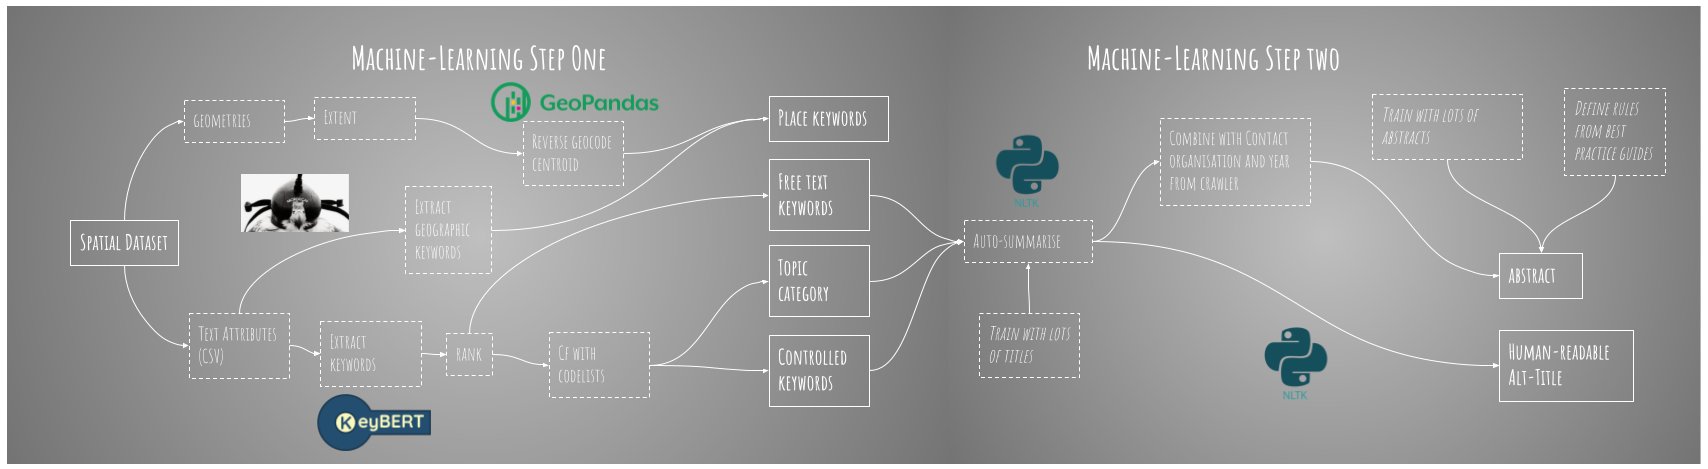 Machine-Learning Step One
Machine-Learning Step two
GeoPandas
geometries
Extent
Reverse geocode
centroid
Place keywords
Extract
geographic
keywords
Free text
keywords
Spatial Dataset
Topic
category
Text Attributes
(CSV)
Extract
keywords
rank
Cf with
codelists
Controlled
keywords
KeyBERT
NLTK
Combine with Contact
organisation and year
from crawler
Train with lots of
abstracts
Define rules
from best
practice guides
Auto-summarise
abstract
Train with lots
of titles
NLTK
Human-readable
Alt-Title